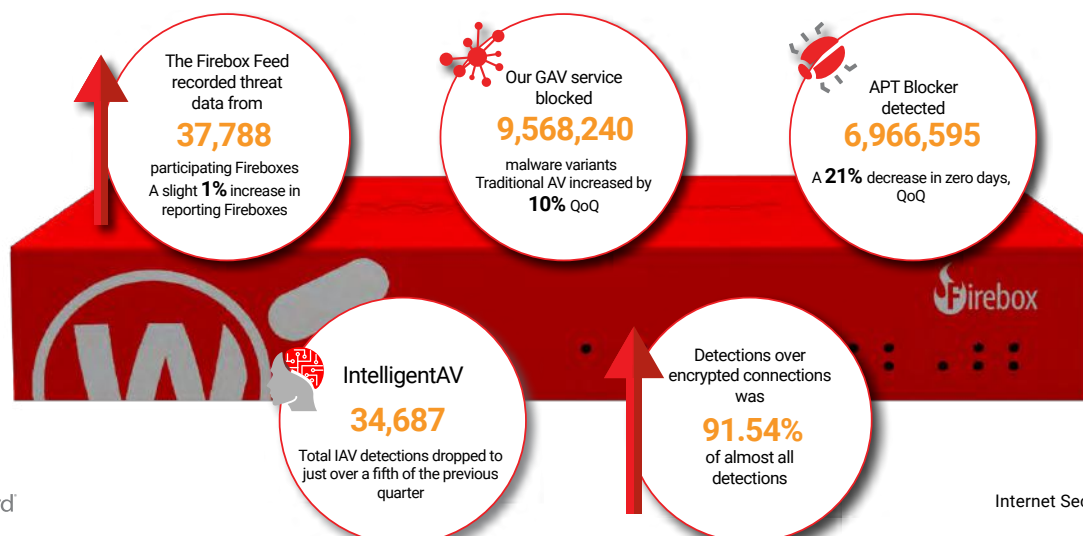 The Firebox Feed
recorded threat
data from
37,788
participating Fireboxes
A slight 1% increase in
reporting Fireboxes
Our GAV service
blocked
9,568,240
malware variants
Traditional AV increased by
10% QoQ
APT Blocker
detected
6,966,595
A 21% decrease in zero days,
QoQ
Firebox
W
IntelligentAV
34,687
Total IAV detections dropped to
just over a fifth of the previous
quarter
Detections over
encrypted connections
was
91.54%
of almost all
detections
rd
Internet Sec